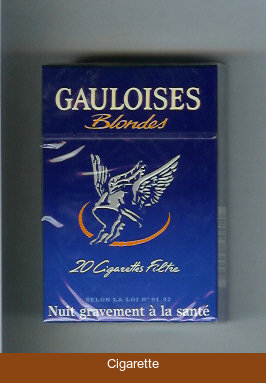 GAULOISES
Blondes
20 Cigarettes Filtre
SELON LA LOI N° 91.32
Nuit gravement à la santé
Cigarette